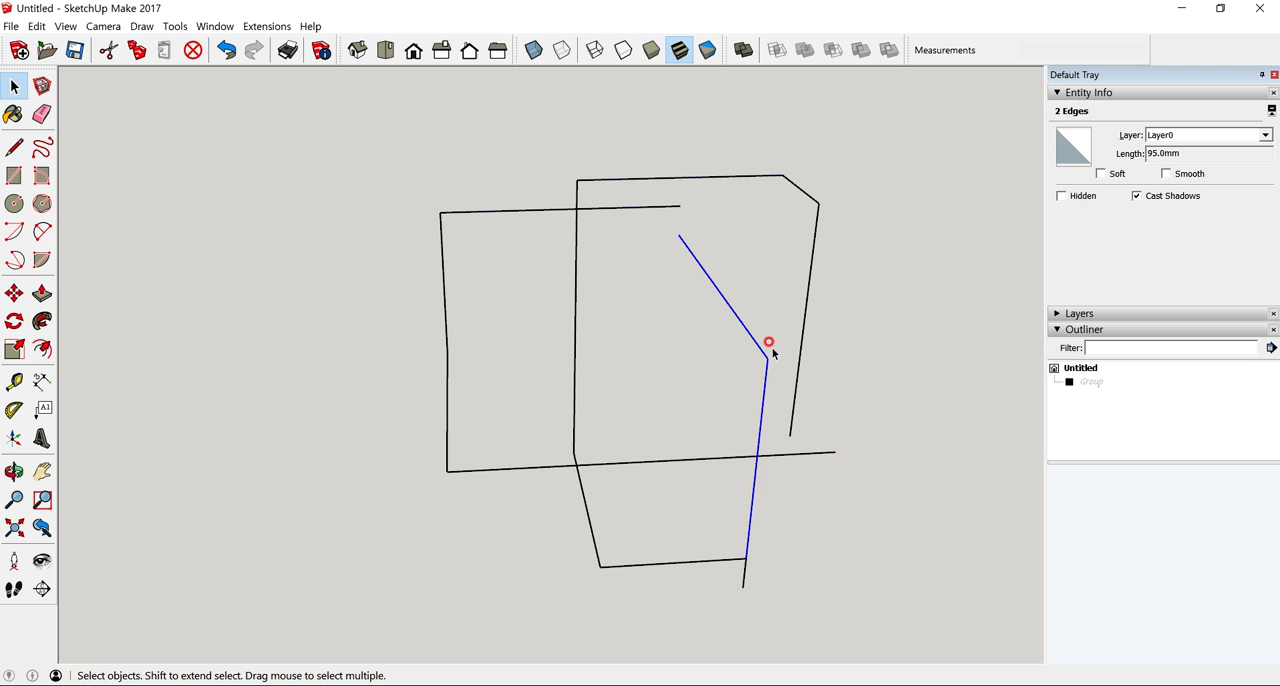 Untitled - SketchUp Make 2017
File Edit View Camera Draw Tools Window Extensions Help
Measurements
Default Tray
Entity Info
2 Edges
Layer: Layer0
Length: 95.0mm
Soft Smooth
Hidden Cast Shadows
A1
Layers
Outliner
Filter:
Untitled
Group
Select objects. Shift to extend select. Drag mouse to select multiple.